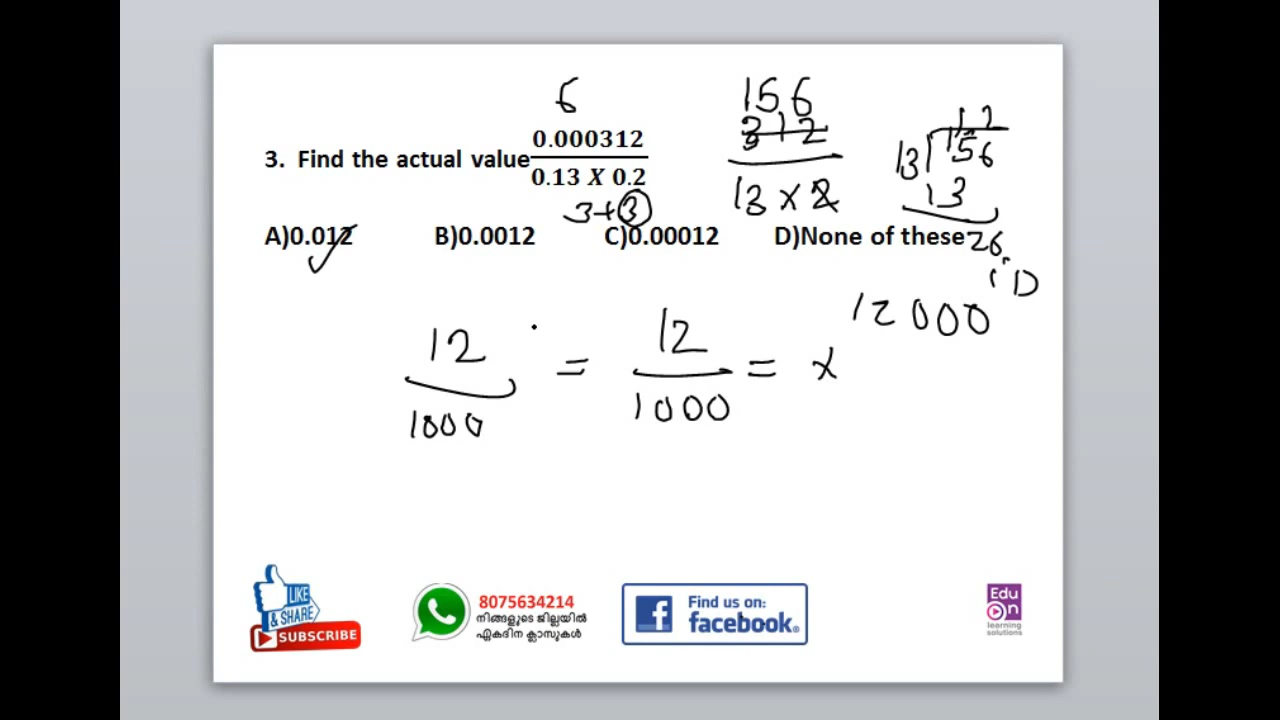 6
3. Find the actual value 0.000312
0.13 X 0.2
3+3
156
312
13 x 2
12
13 156
13
26
A)0.012 B)0.0012 C)0.00012 D)None of these
12 = 12 = x 12000
1000 1000
LIKE
& SHARE
SUBSCRIBE
8075634214
നിങ്ങളുടെ ജില്ലയിൽ
ഏകദിന ക്ലാസുകൾ
Find us on:
facebook.
Edu
On
learning
solutions